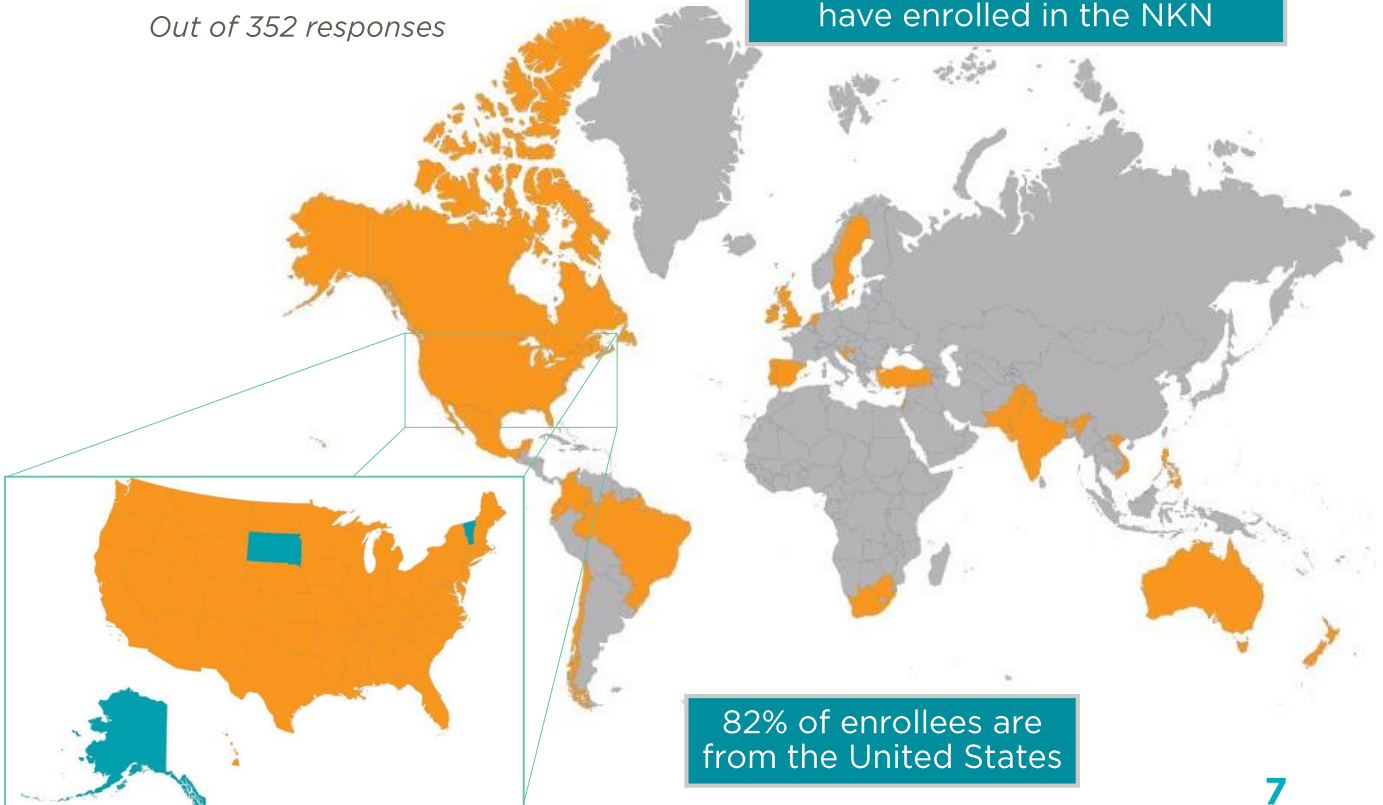 Out of 352 responses
have enrolled in the NKN
82% of enrollees are
from the United States
7